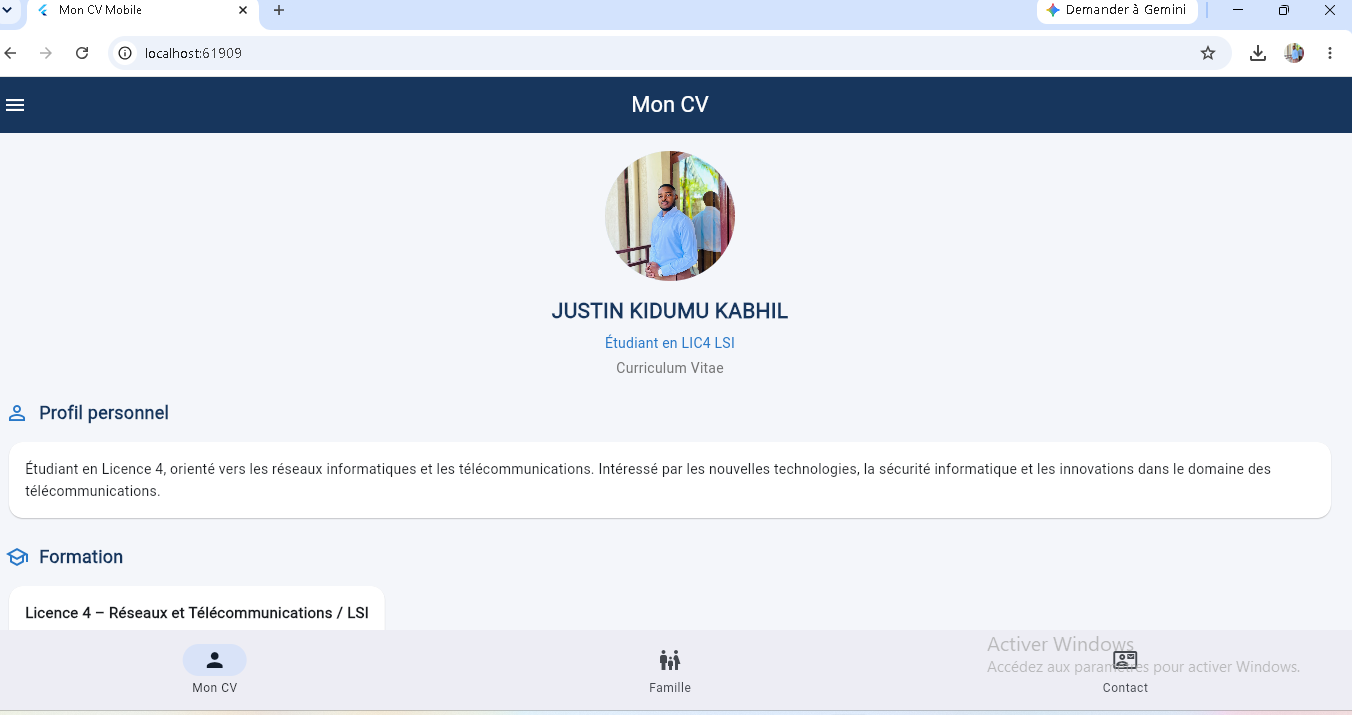 Mon CV Mobile
Demander à Gemini
localhost:61909
Mon CV
JUSTIN KIDUMU KABHIL
Étudiant en LIC4 LSI
Curriculum Vitae
Profil personnel
Étudiant en Licence 4, orienté vers les réseaux informatiques et les télécommunications. Intéressé par les nouvelles technologies, la sécurité informatique et les innovations dans le domaine des
télécommunications.
Formation
Licence 4 – Réseaux et Télécommunications / LSI
Activer Windows
Accédez aux paramètres pour activer Windows.
Mon CV
Famille
Contact